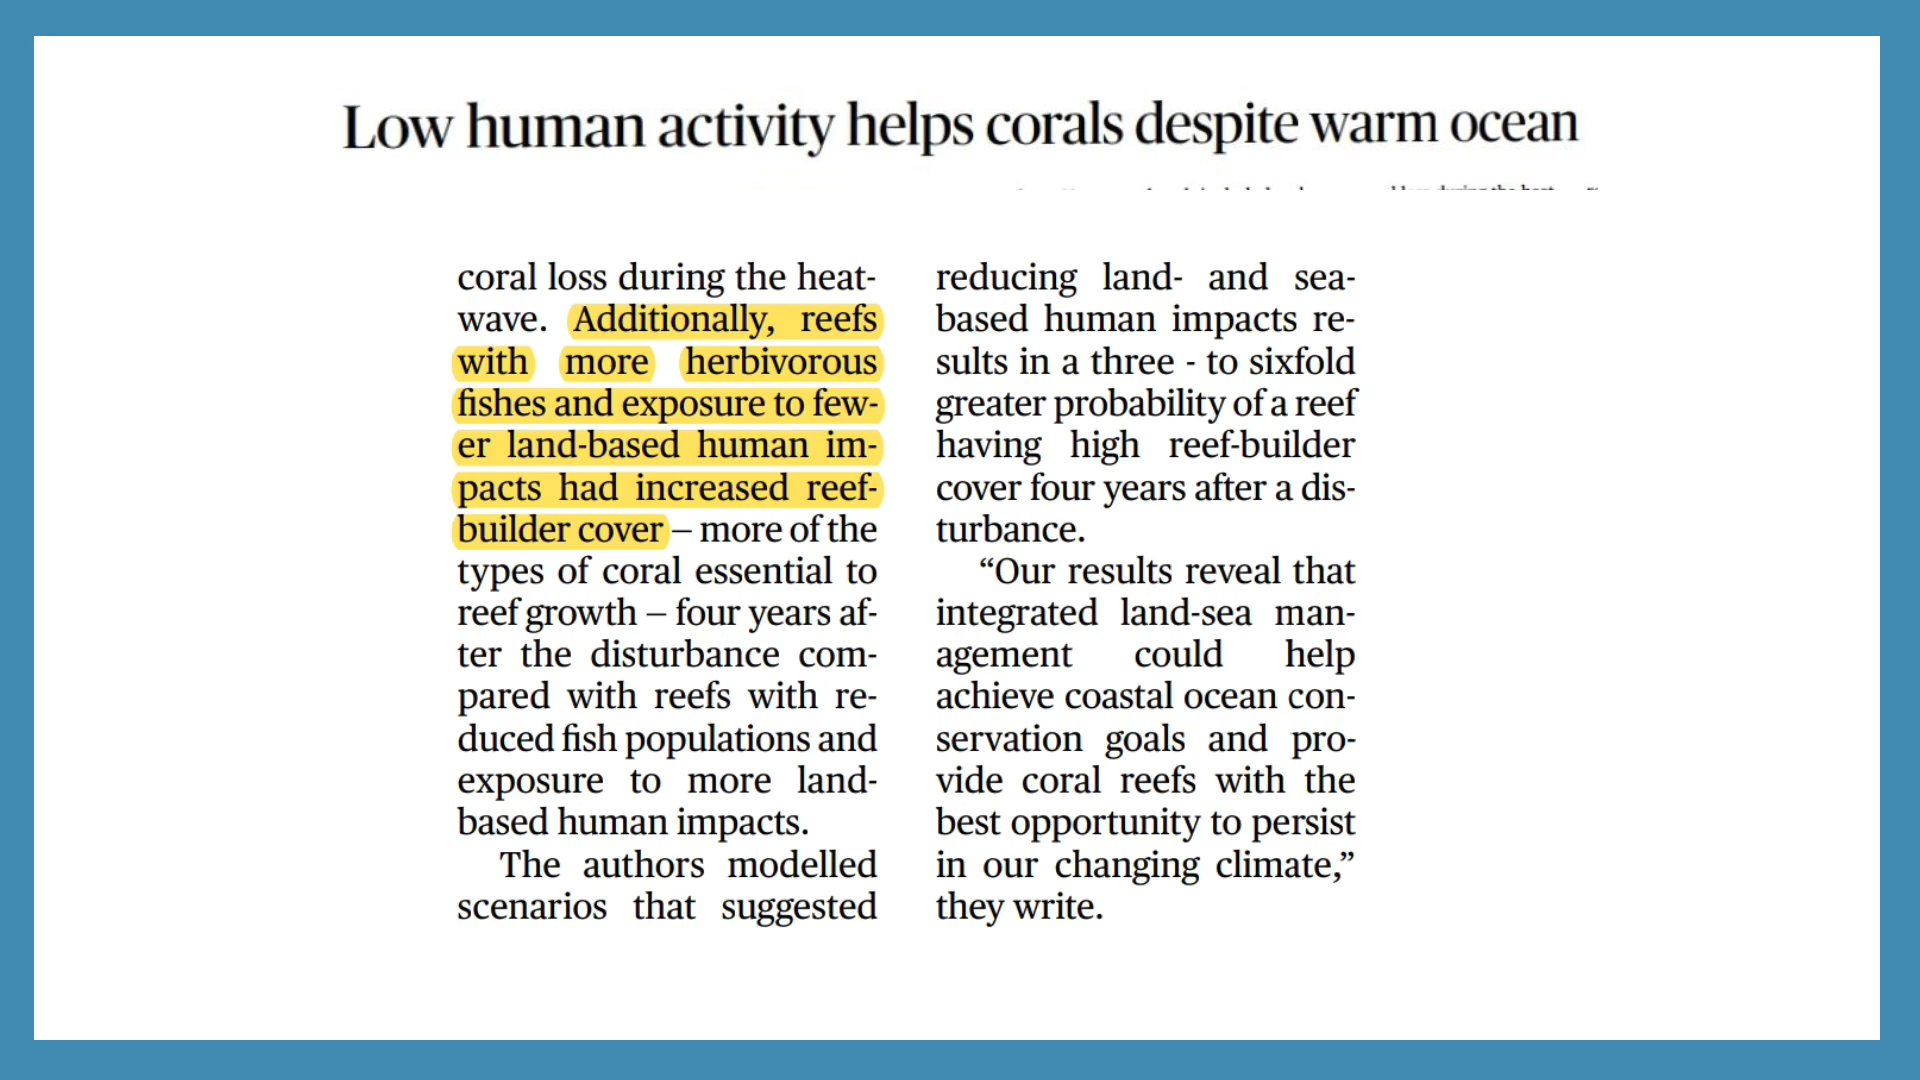 Low human activity helps corals despite warm ocean
coral loss during the heat-
wave. Additionally, reefs
with more herbivorous
fishes and exposure to few-
er land-based human im-
pacts had increased reef-
builder cover – more of the
types of coral essential to
reef growth – four years af-
ter the disturbance com-
pared with reefs with re-
duced fish populations and
exposure to more land-
based human impacts.
The authors modelled
scenarios that suggested
reducing land- and sea-
based human impacts re-
sults in a three - to sixfold
greater probability of a reef
having high reef-builder
cover four years after a dis-
turbance.
“Our results reveal that
integrated land-sea man-
agement could help
achieve coastal ocean con-
servation goals and pro-
vide coral reefs with the
best opportunity to persist
in our changing climate,”
they write.